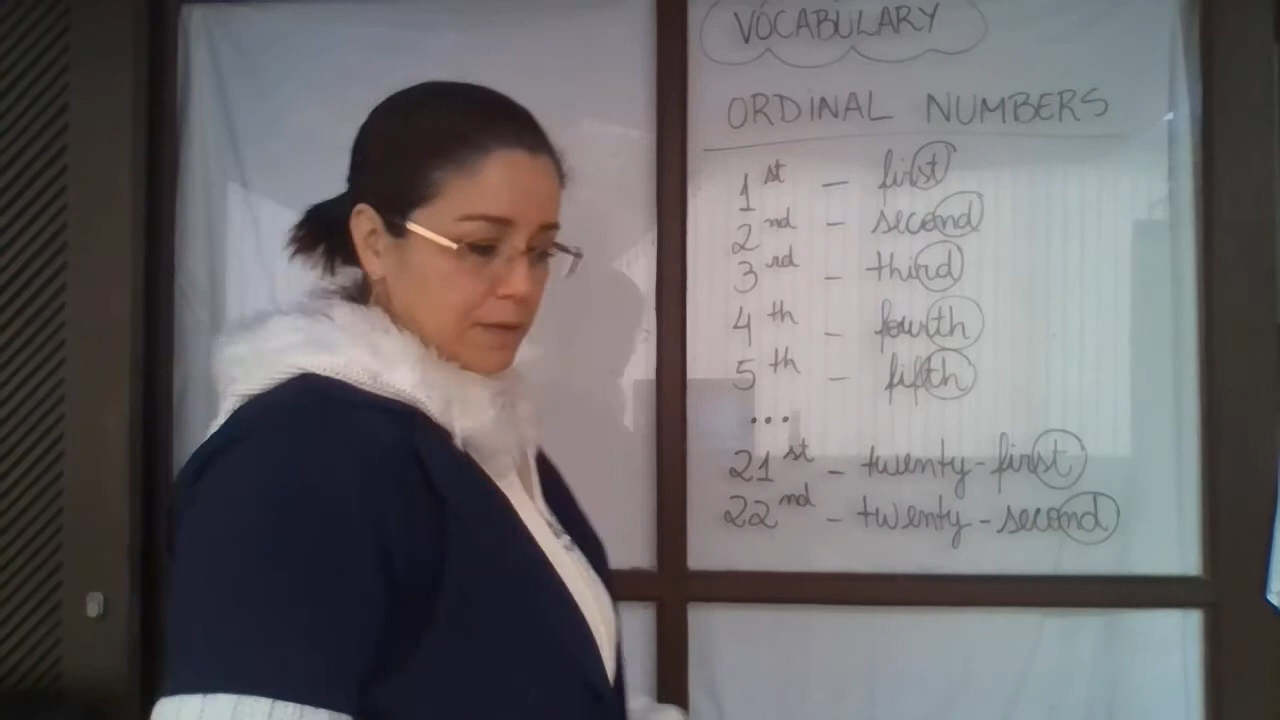 VOCABULARY
ORDINAL NUMBERS
1st - first
2nd - second
3rd - third
4th - fourth
5th - fifth
...
21st - twenty-first
22nd - twenty-second